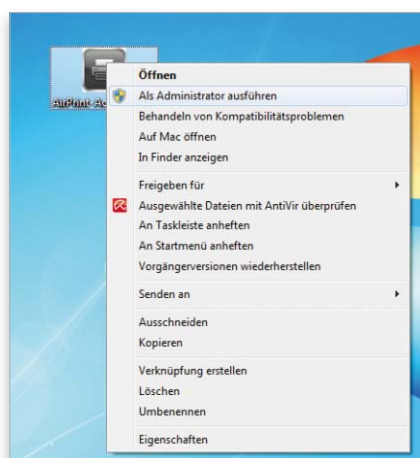 Öffnen
Als Administrator ausführen
Behandeln von Kompatibilitätsproblemen
Auf Mac öffnen
In Finder anzeigen
Freigeben für
Ausgewählte Dateien mit AntiVir überprüfen
An Taskleiste anheften
An Startmenü anheften
Vorgängerversionen wiederherstellen
Senden an
Ausschneiden
Kopieren
Verknüpfung erstellen
Löschen
Umbenennen
Eigenschaften